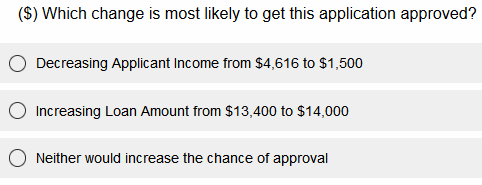 ($) Which change is most likely to get this application approved?
Decreasing Applicant Income from $4,616 to $1,500
Increasing Loan Amount from $13,400 to $14,000
Neither would increase the chance of approval